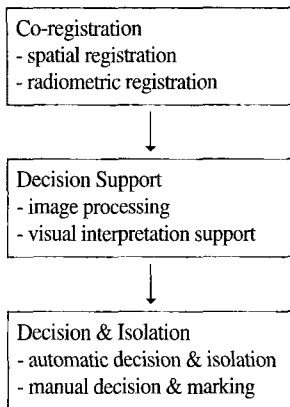 Co-registration
- spatial registration
- radiometric registration
Decision Support
- image processing
- visual interpretation support
Decision & Isolation
- automatic decision & isolation
- manual decision & marking